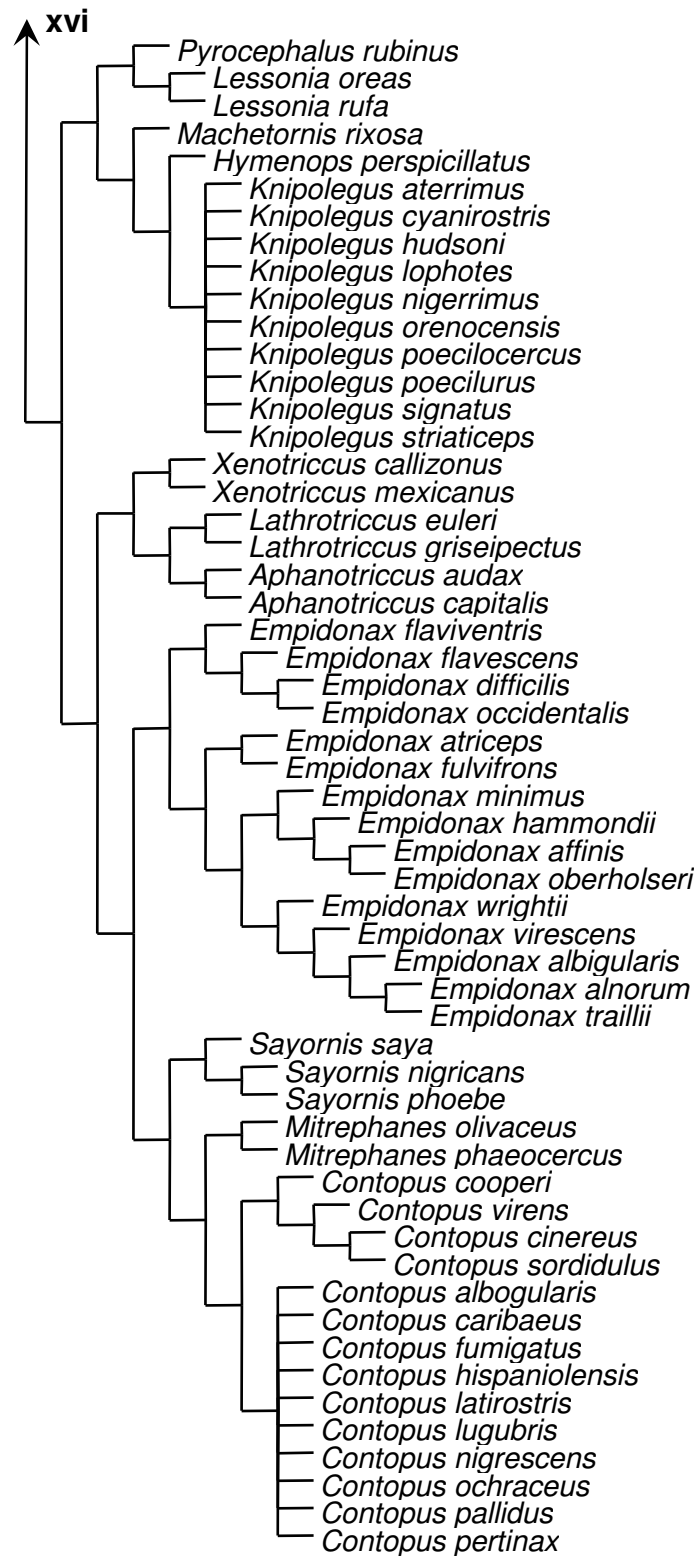 xvi
Pyrocephalus rubinus
Lessonia oreas
Lessonia rufa
Machetornis rixosa
Hymenops perspicillatus
Knipolegus aterrimus
Knipolegus cyanirostris
Knipolegus hudsoni
Knipolegus lophotes
Knipolegus nigerrimus
Knipolegus orenocensis
Knipolegus poecilocercus
Knipolegus poecilurus
Knipolegus signatus
Knipolegus striaticeps
Xenotriccus callizonus
Xenotriccus mexicanus
Lathrotriccus euleri
Lathrotriccus griseipectus
Aphanotriccus audax
Aphanotriccus capitalis
Empidonax flaviventris
Empidonax flavescens
Empidonax difficilis
Empidonax occidentalis
Empidonax atriceps
Empidonax fulvifrons
Empidonax minimus
Empidonax hammondii
Empidonax affinis
Empidonax oberholseri
Empidonax wrightii
Empidonax virescens
Empidonax albigularis
Empidonax alnorum
Empidonax traillii
Sayornis saya
Sayornis nigricans
Sayornis phoebe
Mitrephanes olivaceus
Mitrephanes phaeocercus
Contopus cooperi
Contopus virens
Contopus cinereus
Contopus sordidulus
Contopus albogularis
Contopus caribaeus
Contopus fumigatus
Contopus hispaniolensis
Contopus latirostris
Contopus lugubris
Contopus nigrescens
Contopus ochraceus
Contopus pallidus
Contopus pertinax